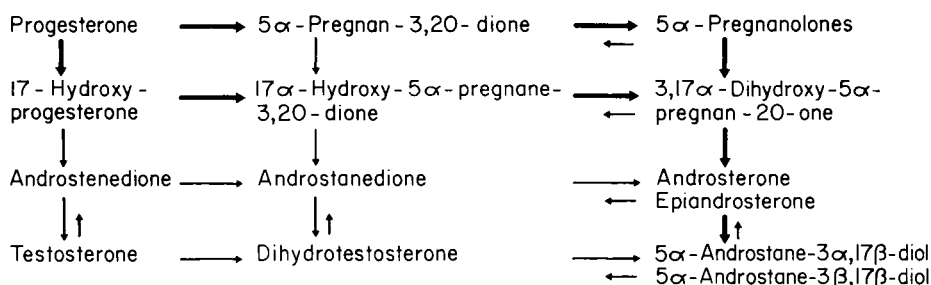 Progesterone 5α-Pregnan-3,20-dione 5α-Pregnanolones
17-Hydroxy-progesterone 17α-Hydroxy-5α-pregnane-3,20-dione 3,17α-Dihydroxy-5α-pregnan-20-one
Androstenedione Androstanedione Androsterone
Epiandrosterone
Testosterone Dihydrotestosterone 5α-Androstane-3α,17β-diol
5α-Androstane-3β,17β-diol